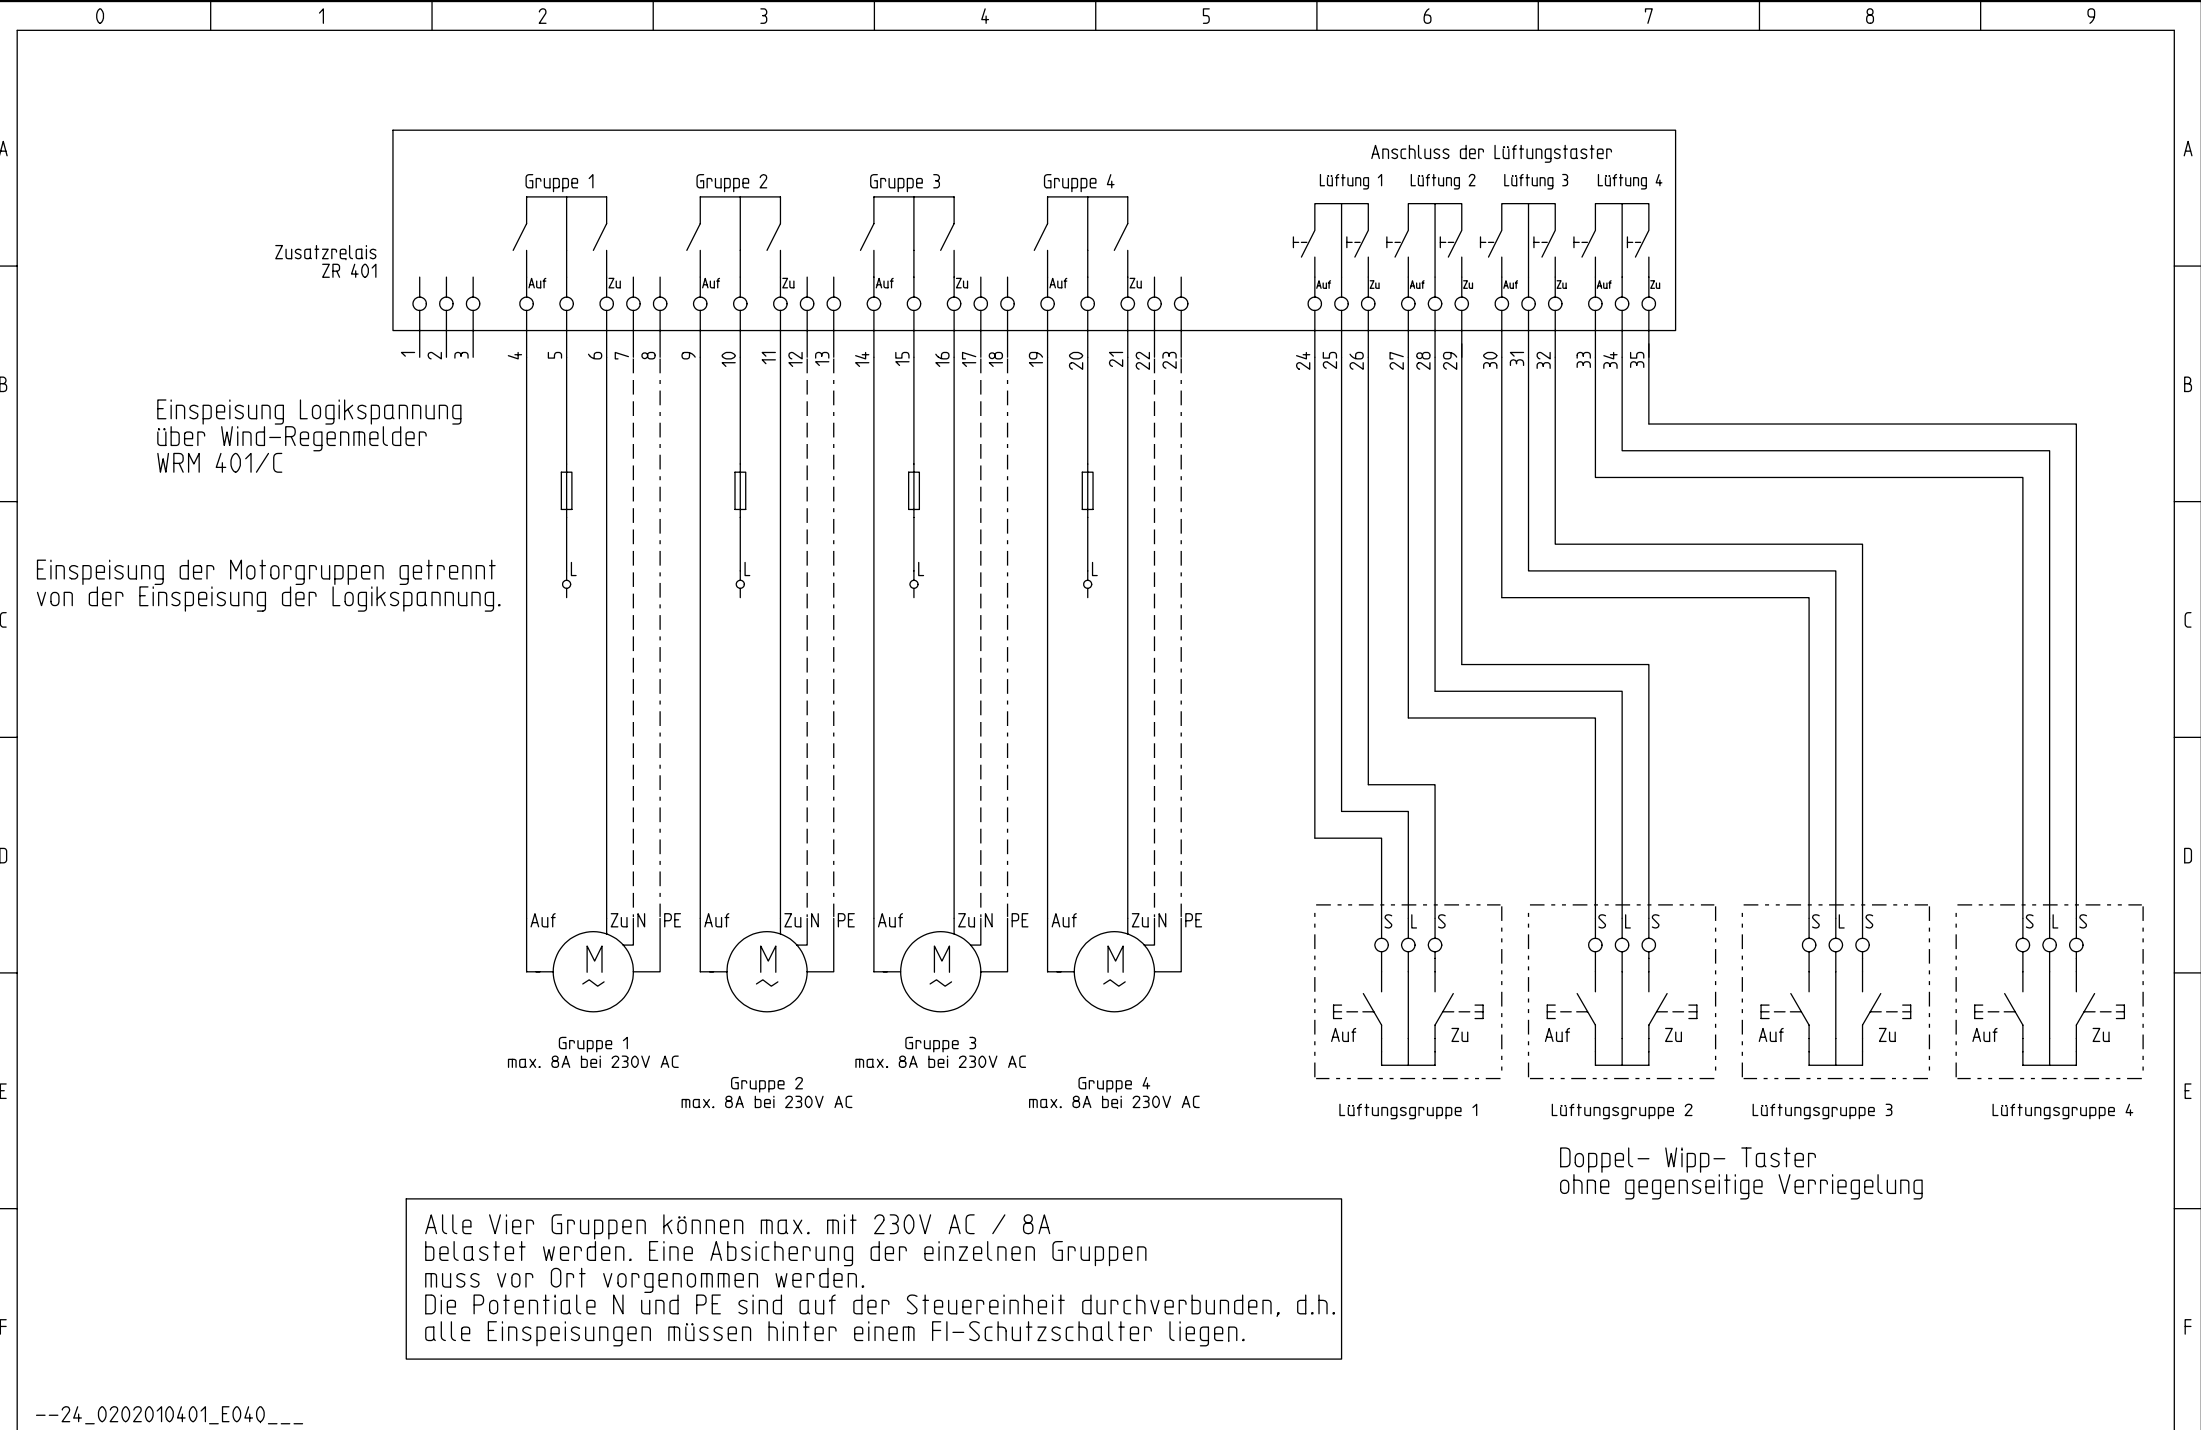 0 1 2 3 4 5 6 7 8 9
A A
Anschluss der Lüftungstaster
Gruppe 1 Gruppe 2 Gruppe 3 Gruppe 4 Lüftung 1 Lüftung 2 Lüftung 3 Lüftung 4
Zusatzrelais
ZR 401
Auf Zu Auf Zu Auf Zu Auf Zu Auf Zu Auf Zu Auf Zu Auf Zu
1 2 3 4 5 6 7 8 9 10 11 12 13 14 15 16 17 18 19 20 21 22 23 24 25 26 27 28 29 30 31 32 33 34 35
B B
Einspeisung Logikspannung
über Wind-Regenmelder
WRM 401/C
Einspeisung der Motorgruppen getrennt
von der Einspeisung der Logikspannung.
L L L L
C C
D D
Auf Zu N PE Auf Zu N PE Auf Zu N PE Auf Zu N PE S L S S L S S L S S L S
M M M M
Auf Zu Auf Zu Auf Zu Auf Zu
Gruppe 1
max. 8A bei 230V AC
Gruppe 3
max. 8A bei 230V AC
Gruppe 2
max. 8A bei 230V AC
Gruppe 4
max. 8A bei 230V AC
E E
Lüftungsgruppe 1 Lüftungsgruppe 2 Lüftungsgruppe 3 Lüftungsgruppe 4
Doppel- Wipp- Taster
ohne gegenseitige Verriegelung
Alle Vier Gruppen können max. mit 230V AC / 8A
belastet werden. Eine Absicherung der einzelnen Gruppen
muss vor Ort vorgenommen werden.
Die Potentiale N und PE sind auf der Steuereinheit durchverbunden, d.h.
alle Einspeisungen müssen hinter einem FI-Schutzschalter liegen.
F F
--24_0202010401_E040___